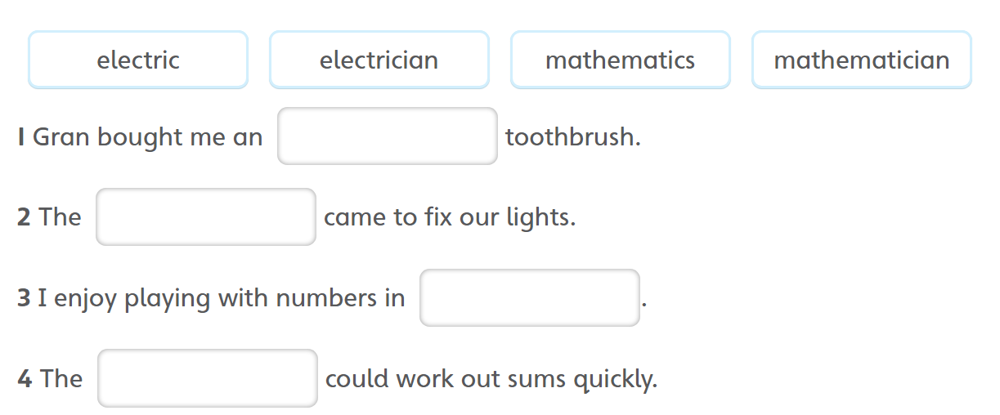 electric electrician mathematics mathematician
1 Gran bought me an toothbrush.
2 The came to fix our lights.
3 I enjoy playing with numbers in .
4 The could work out sums quickly.